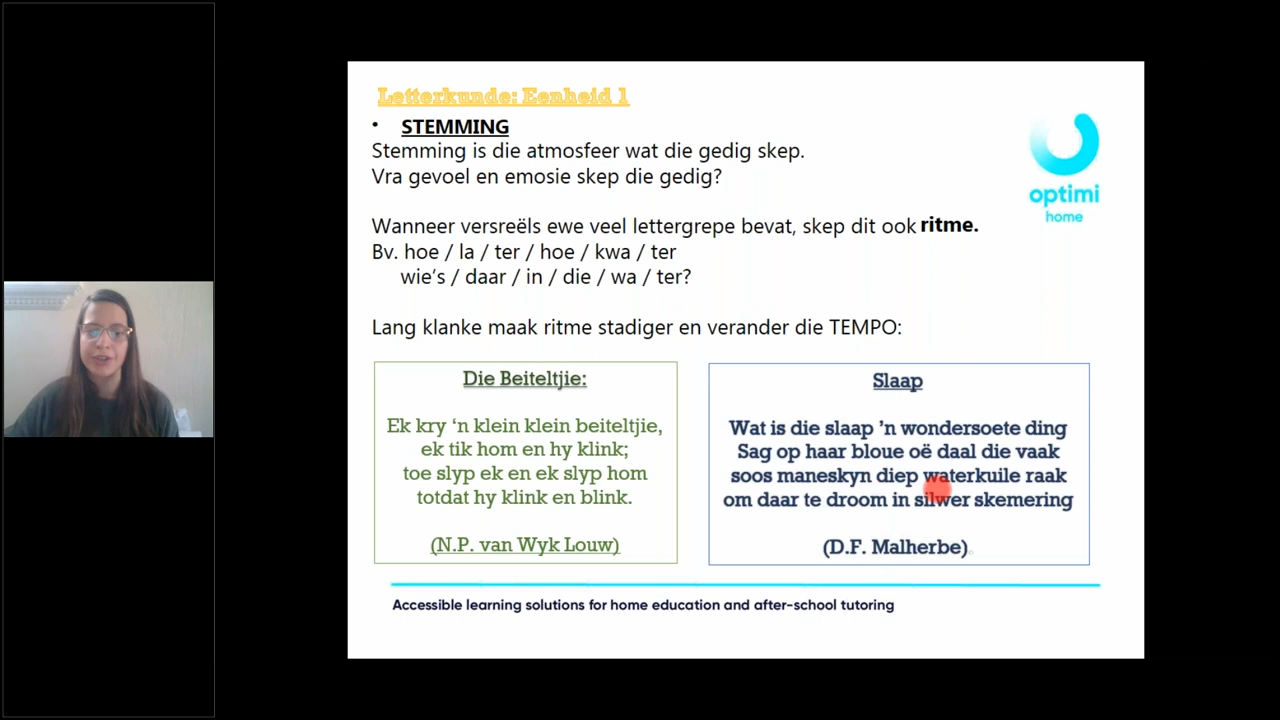 Letterkunde: Eenheid 1
• STEMMING
Stemming is die atmosfeer wat die gedig skep.
Vra gevoel en emosie skep die gedig?
optimi
home
Wanneer versreëls ewe veel lettergrepe bevat, skep dit ook ritme.
Bv. hoe / la / ter / hoe / kwa / ter
wie’s / daar / in / die / wa / ter?
Lang klanke maak ritme stadiger en verander die TEMPO:
Die Beiteltjie:
Ek kry ‘n klein klein beiteltjie,
ek tik hom en hy klink;
toe slyp ek en ek slyp hom
totdat hy klink en blink.
(N.P. van Wyk Louw)
Slaap
Wat is die slaap ’n wondersoete ding
Sag op haar bloue oë daal die vaak
soos maneskyn diep waterkuile raak
om daar te droom in silwer skemering
(D.F. Malherbe)
Accessible learning solutions for home education and after-school tutoring